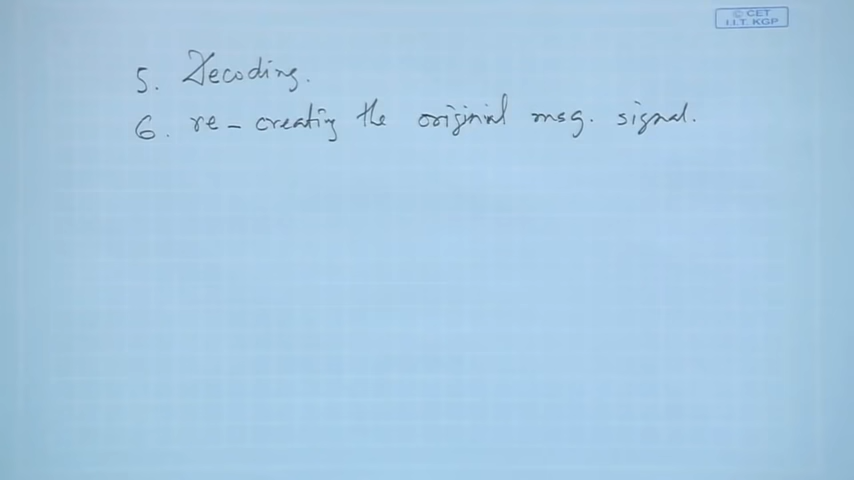 © CET
I.I.T. KGP
5. Decoding.
6. re-creating the original msg. signal.